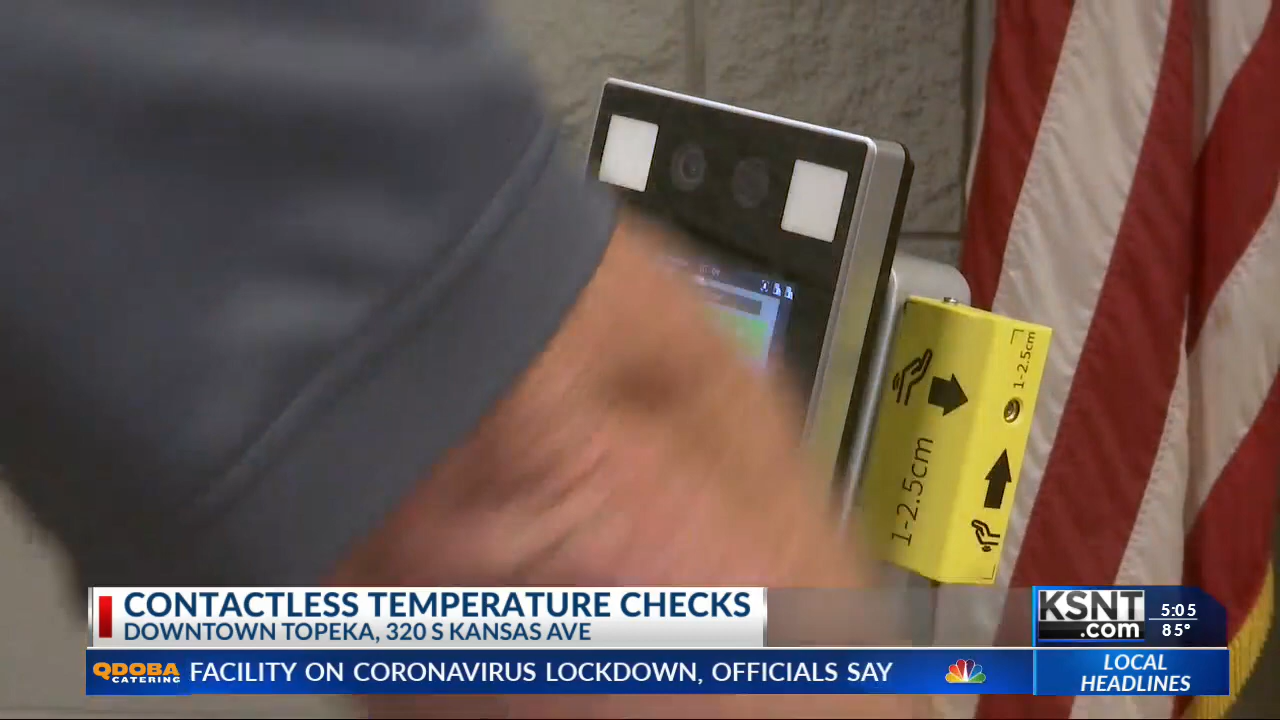 1-2.5cm
1-2.5cm
CONTACTLESS TEMPERATURE CHECKS
DOWNTOWN TOPEKA, 320 S KANSAS AVE
KSNT
.com
5:05
85°
QDOBA
CATERING
FACILITY ON CORONAVIRUS LOCKDOWN, OFFICIALS SAY
LOCAL
HEADLINES